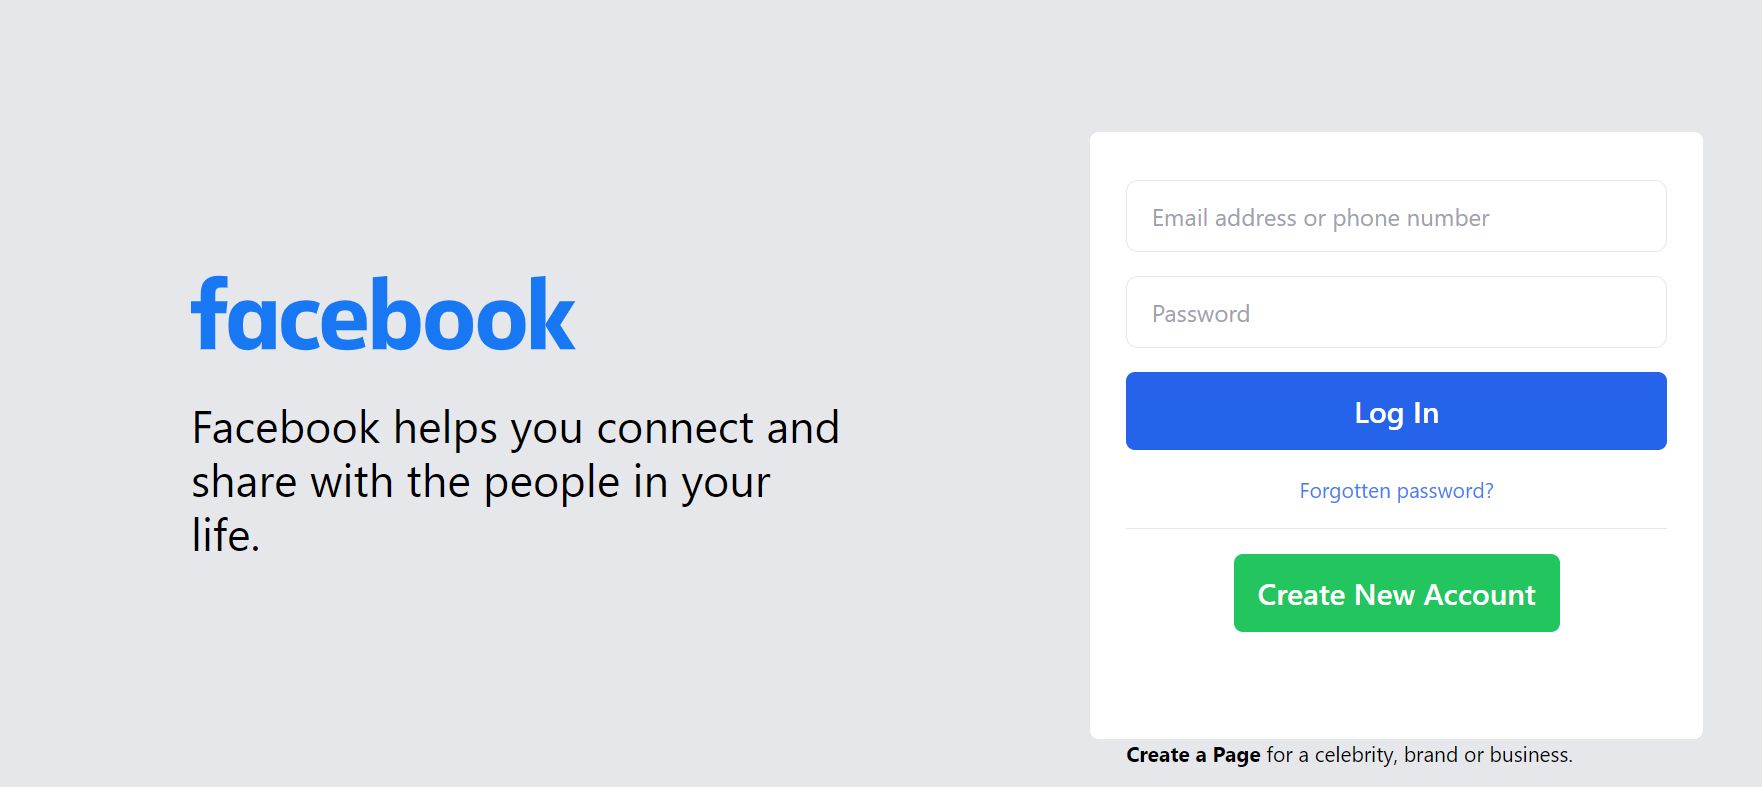 facebook
Facebook helps you connect and
share with the people in your
life.
Email address or phone number
Password
Log In
Forgotten password?
Create New Account
Create a Page for a celebrity, brand or business.